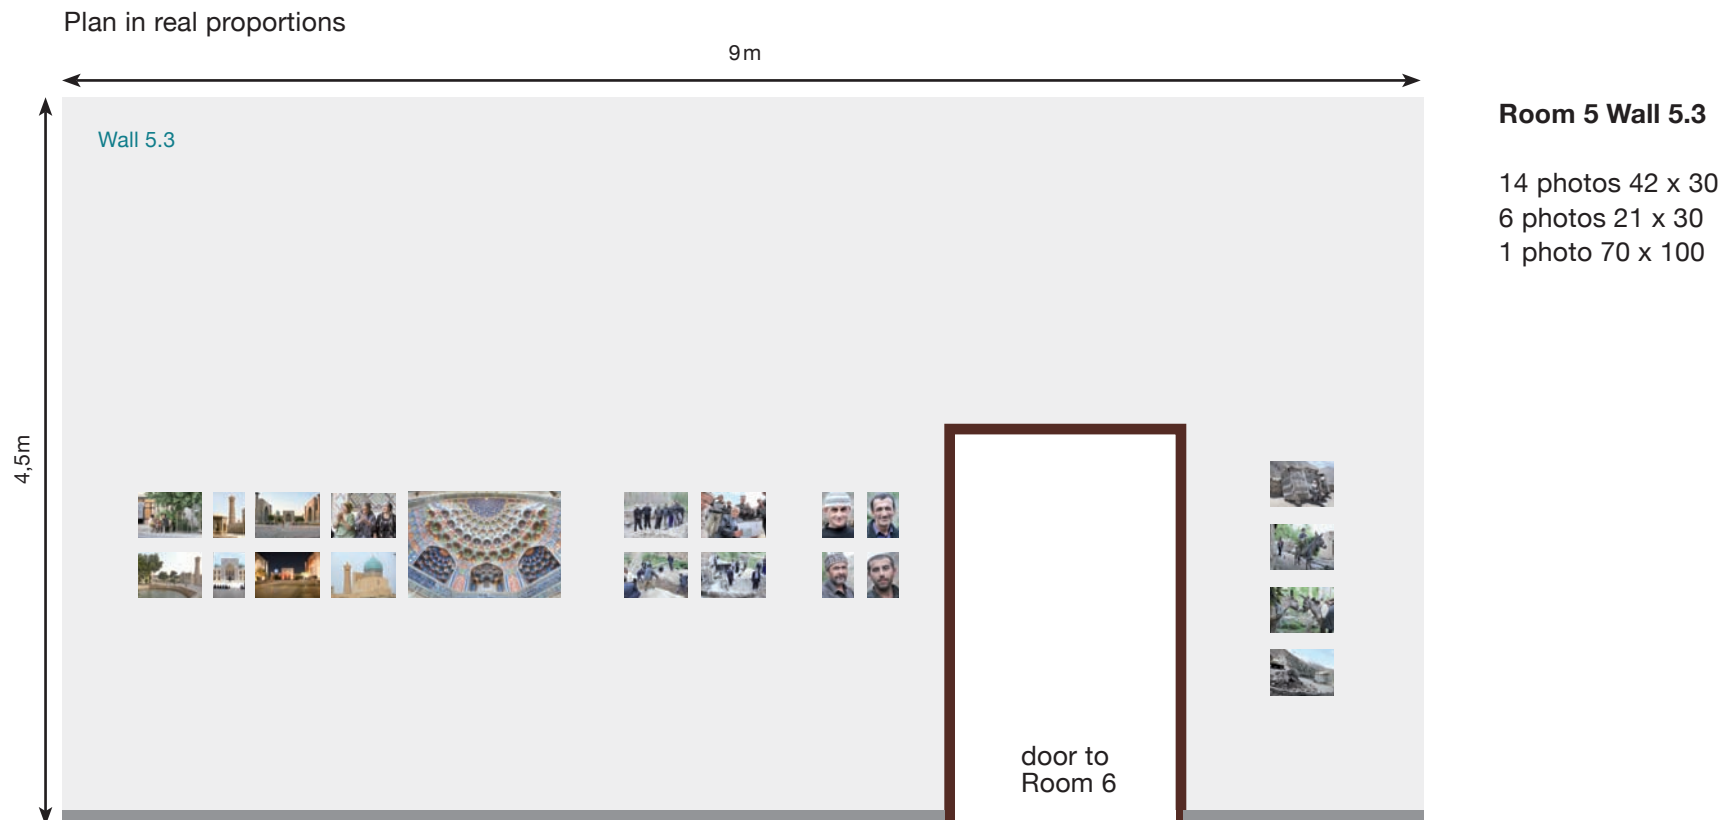 Plan in real proportions
9m
Wall 5.3
4,5m
door to
Room 6
Room 5 Wall 5.3
14 photos 42 x 30
6 photos 21 x 30
1 photo 70 x 100